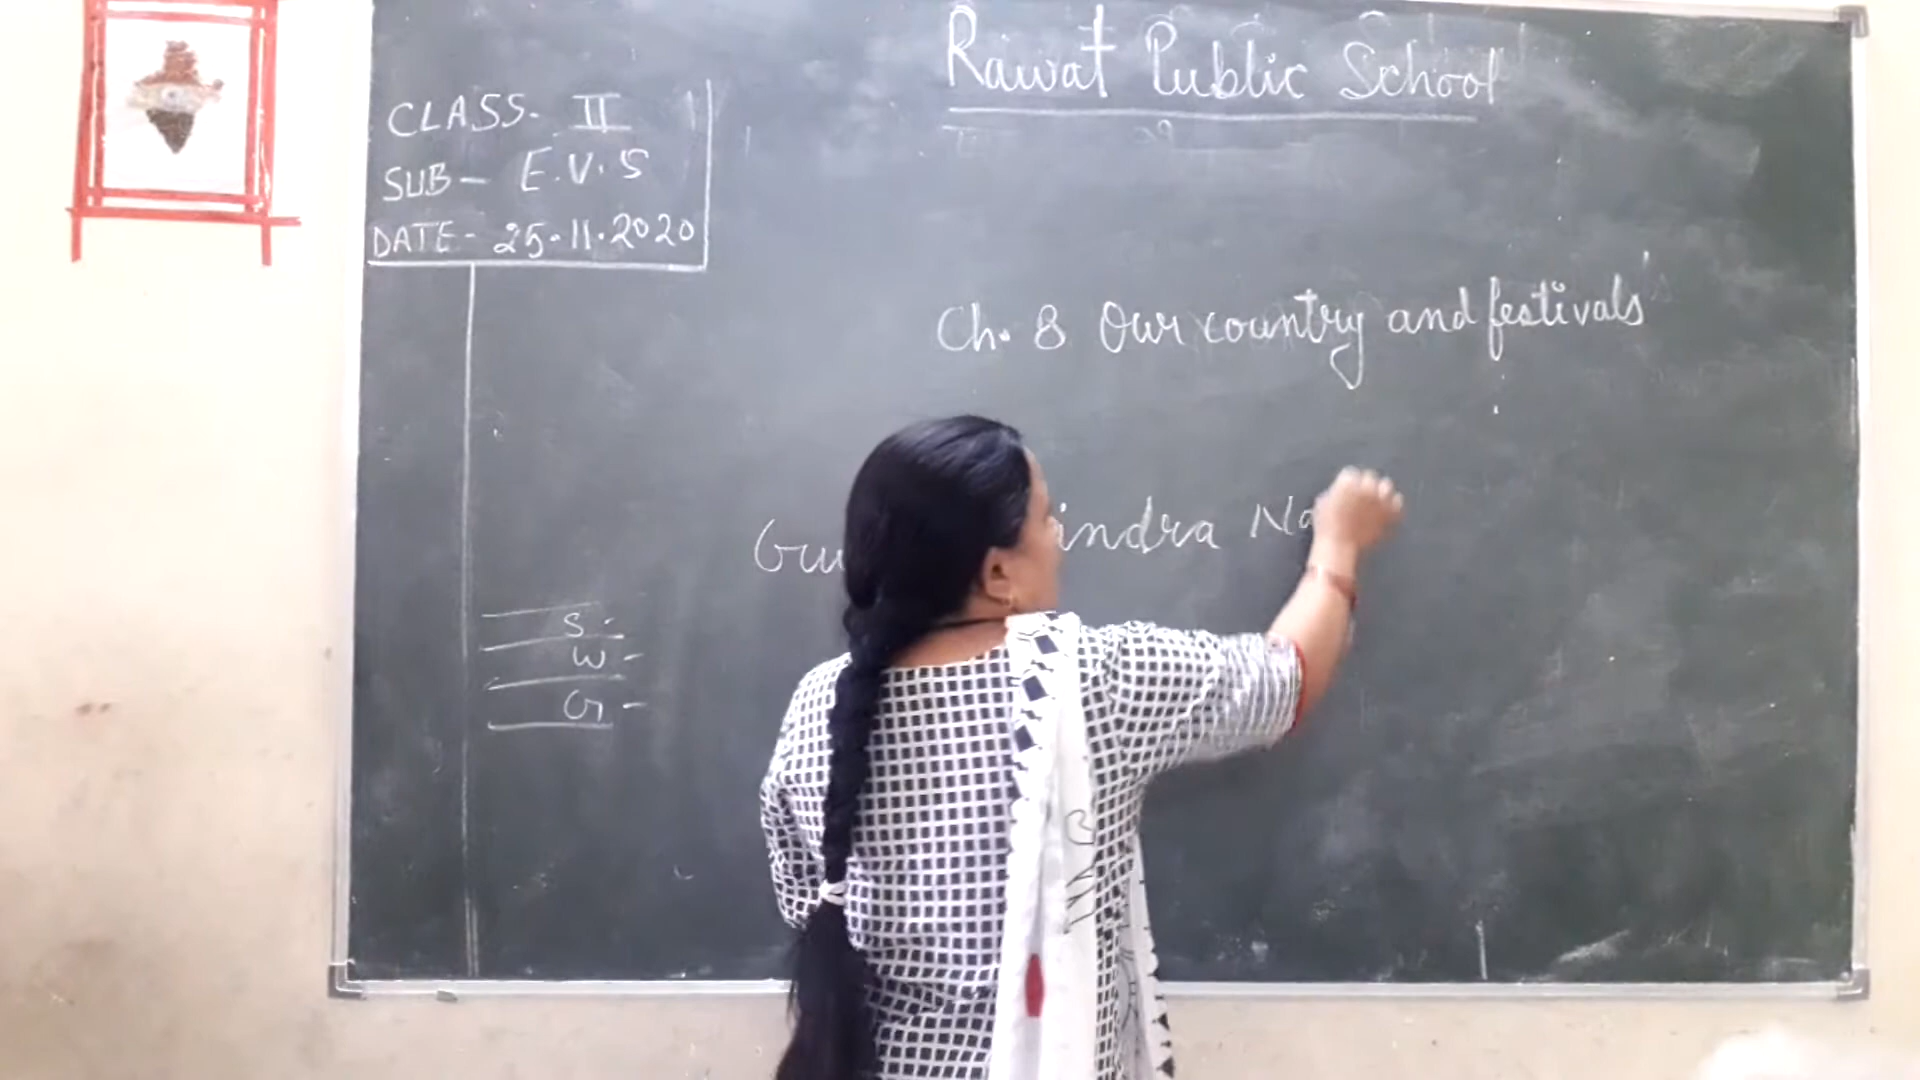 Rawat Public School
CLASS- II
SUB- E.V.S
DATE- 25.11.2020
Ch. 8 Our country and festivals
S-
W-
G-